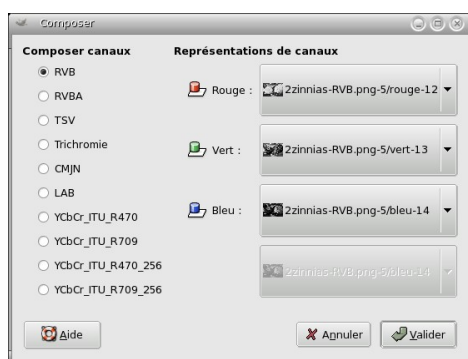 Composer
Composer canaux
Représentations de canaux
RVB
RVBA
TSV
Trichromie
CMJN
LAB
YCbCr_ITU_R470
YCbCr_ITU_R709
YCbCr_ITU_R470_256
YCbCr_ITU_R709_256
Rouge :
2zinnias-RVB.png-5/rouge-12
Vert :
2zinnias-RVB.png-5/vert-13
Bleu :
2zinnias-RVB.png-5/bleu-14
2zinnias-RVB.png-5/bleu-14
Aide
Annuler
Valider